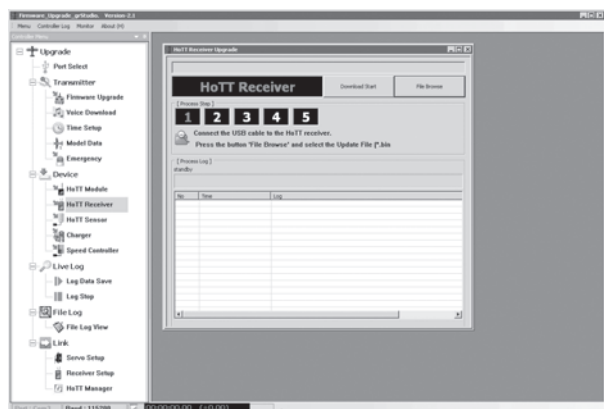 Firmware_Upgrade_grStudio. Version-2.1
Menu Controller Log Monitor About (H)
Controller Menu
Upgrade
Port Select
Transmitter
Firmware Upgrade
Voice Download
Time Setup
Model Data
Emergency
Device
HoTT Module
HoTT Receiver
HoTT Sensor
Charger
Speed Controller
Live Log
Log Data Save
Log Stop
File Log
File Log View
Link
Servo Setup
Receiver Setup
HoTT Manager
HoTT Receiver Upgrade
HoTT Receiver
Download Start
File Browse
[ Process Step ]
1 2 3 4 5
Connect the USB cable to the HoTT receiver.
Press the button 'File Browse' and select the Update File (*.bin
[ Process Log ]
standby
No Time Log